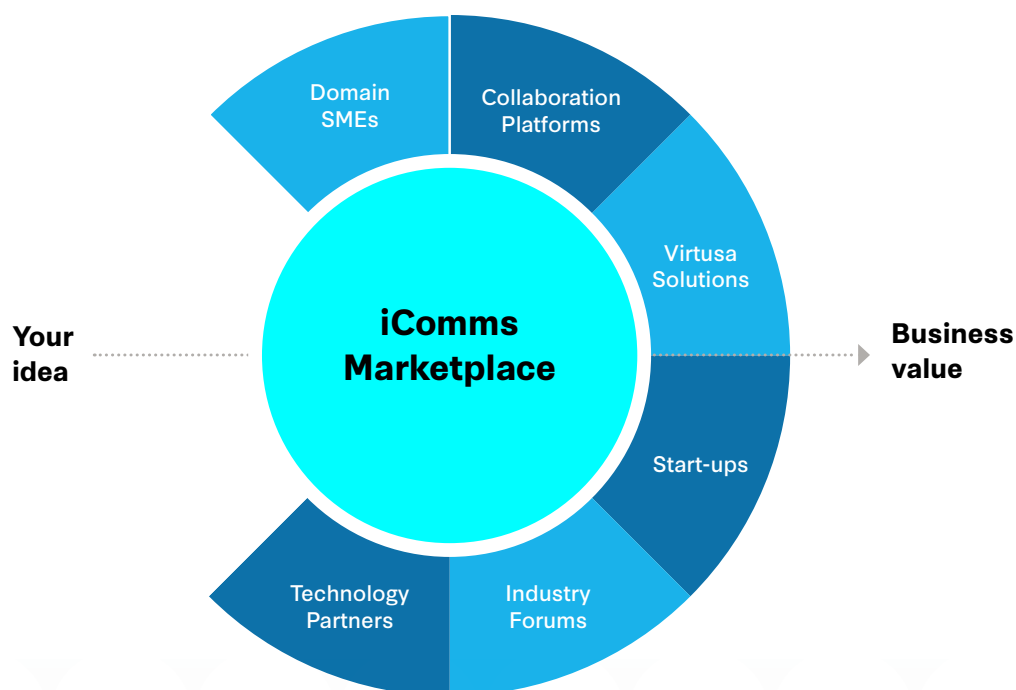 Domain
SMEs
Collaboration
Platforms
Virtusa
Solutions
iComms
Marketplace
Your
idea
Business
value
Start-ups
Technology
Partners
Industry
Forums